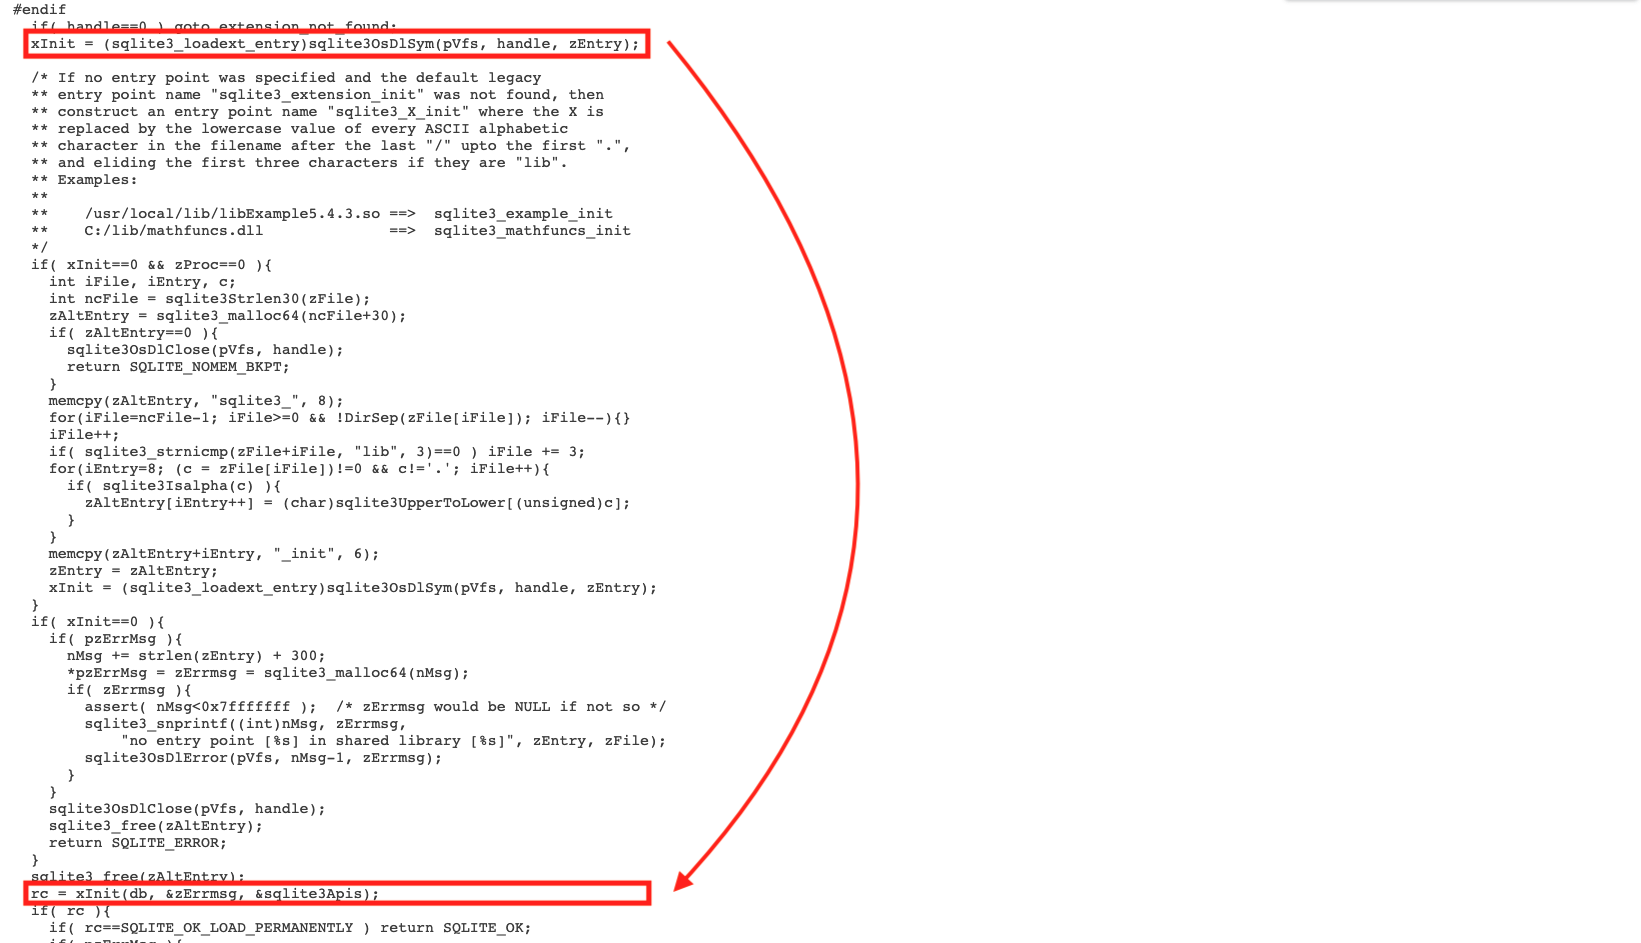 #endif
if( handle==0 ) goto extension_not_found;
xInit = (sqlite3_loadext_entry)sqlite3OsDlSym(pVfs, handle, zEntry);
/* If no entry point was specified and the default legacy
** entry point name "sqlite3_extension_init" was not found, then
** construct an entry point name "sqlite3_X_init" where the X is
** replaced by the lowercase value of every ASCII alphabetic
** character in the filename after the last "/" upto the first ".",
** and eliding the first three characters if they are "lib".
** Examples:
**
**    /usr/local/lib/libExample5.4.3.so ==>  sqlite3_example_init
**    C:/lib/mathfuncs.dll              ==>  sqlite3_mathfuncs_init
*/
if( xInit==0 && zProc==0 ){
int iFile, iEntry, c;
int ncFile = sqlite3Strlen30(zFile);
zAltEntry = sqlite3_malloc64(ncFile+30);
if( zAltEntry==0 ){
sqlite3OsDlClose(pVfs, handle);
return SQLITE_NOMEM_BKPT;
}
memcpy(zAltEntry, "sqlite3_", 8);
for(iFile=ncFile-1; iFile>=0 && !DirSep(zFile[iFile]); iFile--){}
iFile++;
if( sqlite3_strnicmp(zFile+iFile, "lib", 3)==0 ) iFile += 3;
for(iEntry=8; (c = zFile[iFile])!=0 && c!='.'; iFile++){
if( sqlite3Isalpha(c) ){
zAltEntry[iEntry++] = (char)sqlite3UpperToLower[(unsigned)c];
}
}
memcpy(zAltEntry+iEntry, "_init", 6);
zEntry = zAltEntry;
xInit = (sqlite3_loadext_entry)sqlite3OsDlSym(pVfs, handle, zEntry);
}
if( xInit==0 ){
if( pzErrMsg ){
nMsg += strlen(zEntry) + 300;
*pzErrMsg = zErrmsg = sqlite3_malloc64(nMsg);
if( zErrmsg ){
assert( nMsg<0x7fffffff );  /* zErrmsg would be NULL if not so */
sqlite3_snprintf((int)nMsg, zErrmsg,
"no entry point [%s] in shared library [%s]", zEntry, zFile);
sqlite3OsDlError(pVfs, nMsg-1, zErrmsg);
}
}
sqlite3OsDlClose(pVfs, handle);
sqlite3_free(zAltEntry);
return SQLITE_ERROR;
}
sqlite3_free(zAltEntry);
rc = xInit(db, &zErrmsg, &sqlite3Apis);
if( rc ){
if( rc==SQLITE_OK_LOAD_PERMANENTLY ) return SQLITE_OK;
if( pzErrMsg ){